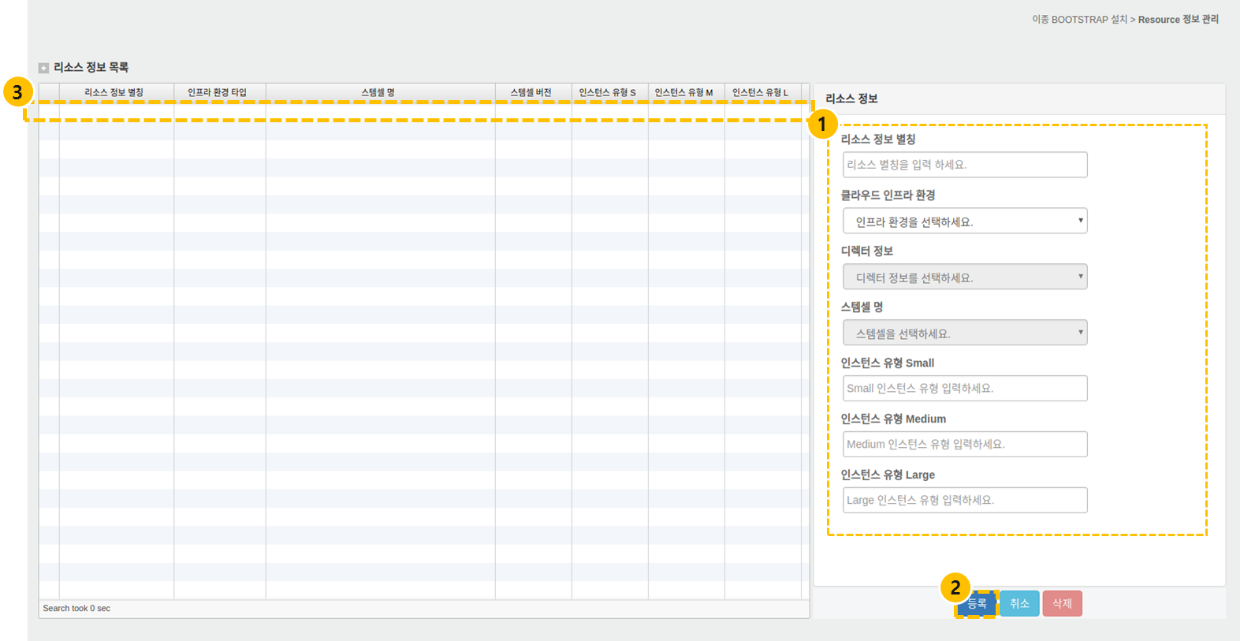 이종 BOOTSTRAP 설치 > Resource 정보 관리
리소스 정보 목록
3
리소스 정보 별칭 인프라 환경 타입 스템셀 명 스템셀 버전 인스턴스 유형 S 인스턴스 유형 M 인스턴스 유형 L
리소스 정보
1
리소스 정보 별칭
리소스 별칭을 입력 하세요.
클라우드 인프라 환경
인프라 환경을 선택하세요.
디렉터 정보
디렉터 정보를 선택하세요.
스템셀 명
스템셀을 선택하세요.
인스턴스 유형 Small
Small 인스턴스 유형 입력하세요.
인스턴스 유형 Medium
Medium 인스턴스 유형 입력하세요.
인스턴스 유형 Large
Large 인스턴스 유형 입력하세요.
2
등록 취소 삭제
Search took 0 sec